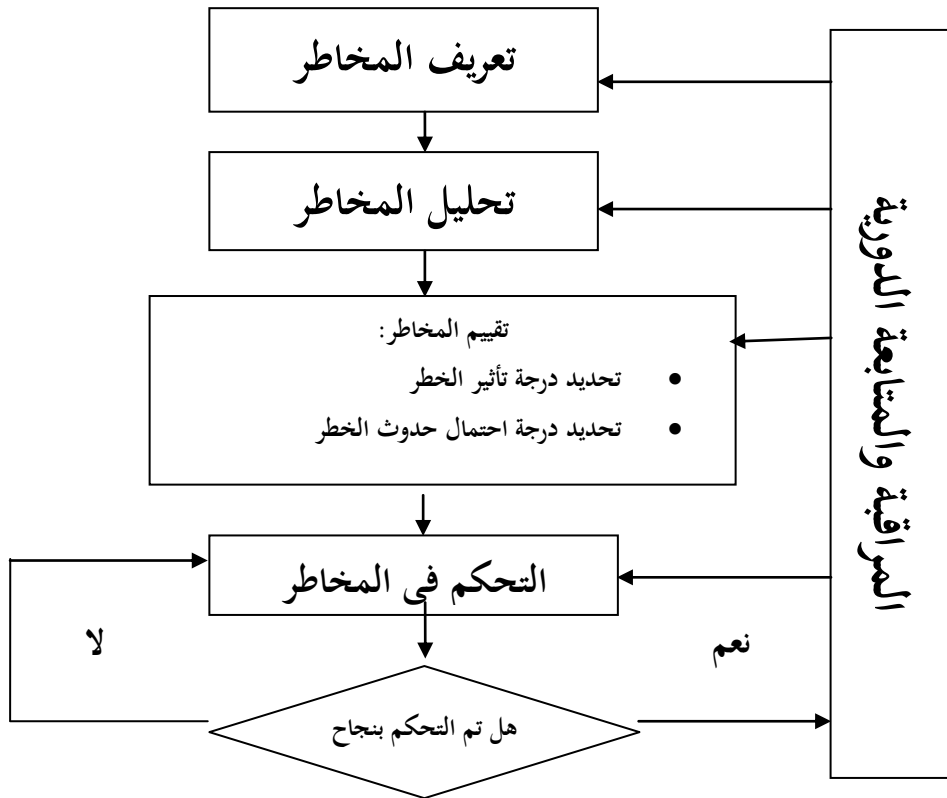 تعريف المخاطر
تحليل المخاطر
تقييم المخاطر:
• تحديد درجة تأثير الخطر
• تحديد درجة احتمال حدوث الخطر
التحكم فى المخاطر
لا
نعم
هل تم التحكم بنجاح
المراقبة والمتابعة الدورية